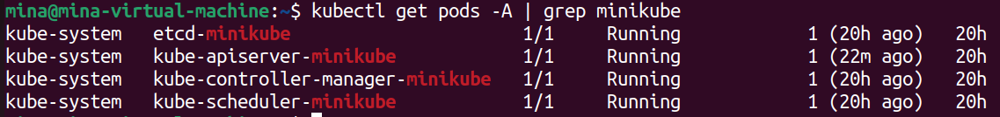 mina@mina-virtual-machine:~$ kubectl get pods -A | grep minikube
kube-system   etcd-minikube                      1/1     Running             1 (20h ago)   20h
kube-system   kube-apiserver-minikube            1/1     Running             1 (22m ago)   20h
kube-system   kube-controller-manager-minikube   1/1     Running             1 (20h ago)   20h
kube-system   kube-scheduler-minikube            1/1     Running             1 (20h ago)   20h